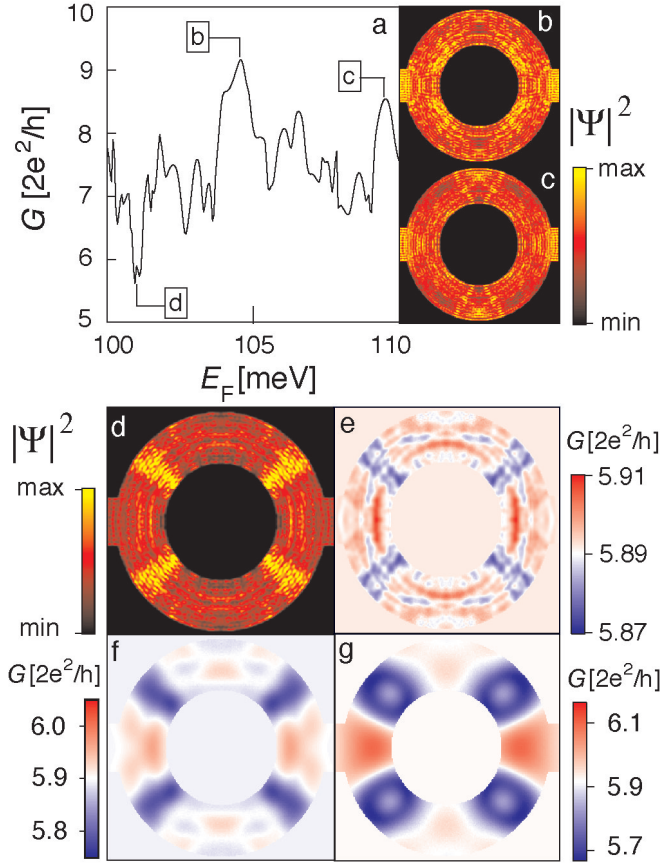 10
9
8
7
6
5
G [2e²/h]
a
b
c
d
100
105
110
E_F [meV]
b
c
|Ψ|²
max
min
|Ψ|²
max
min
d
e
G [2e²/h]
5.91
5.89
5.87
G [2e²/h]
6.0
5.9
5.8
f
g
G [2e²/h]
6.1
5.9
5.7